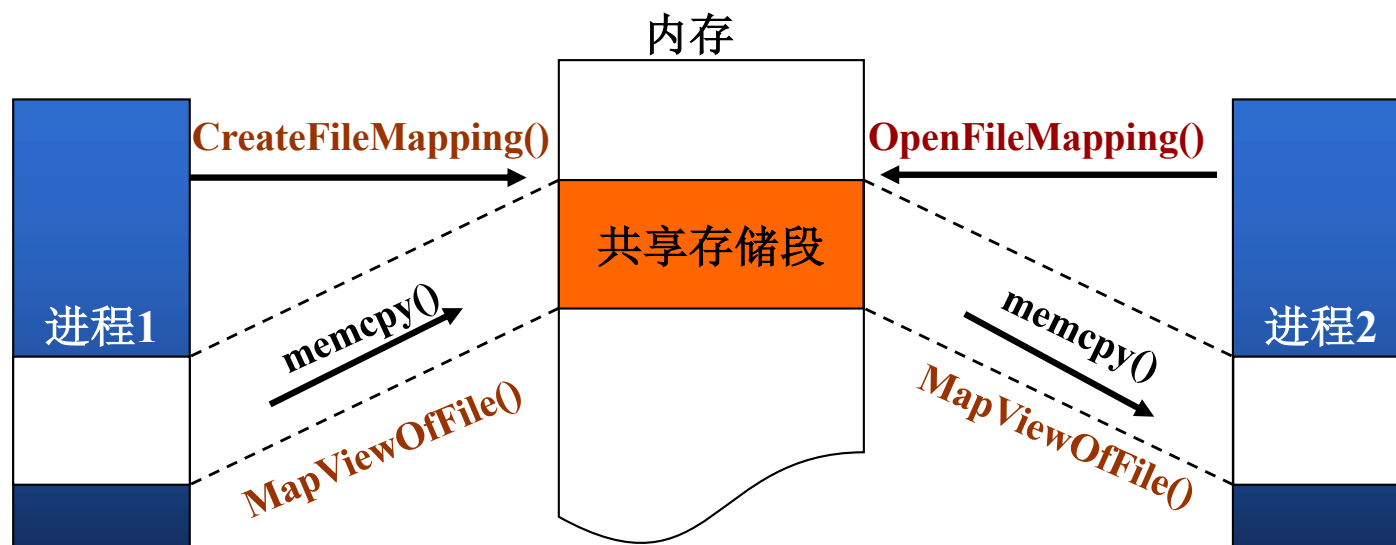 内存
CreateFileMapping()
OpenFileMapping()
共享存储段
进程1
memcpy()
MapViewOfFile()
memcpy()
MapViewOfFile()
进程2